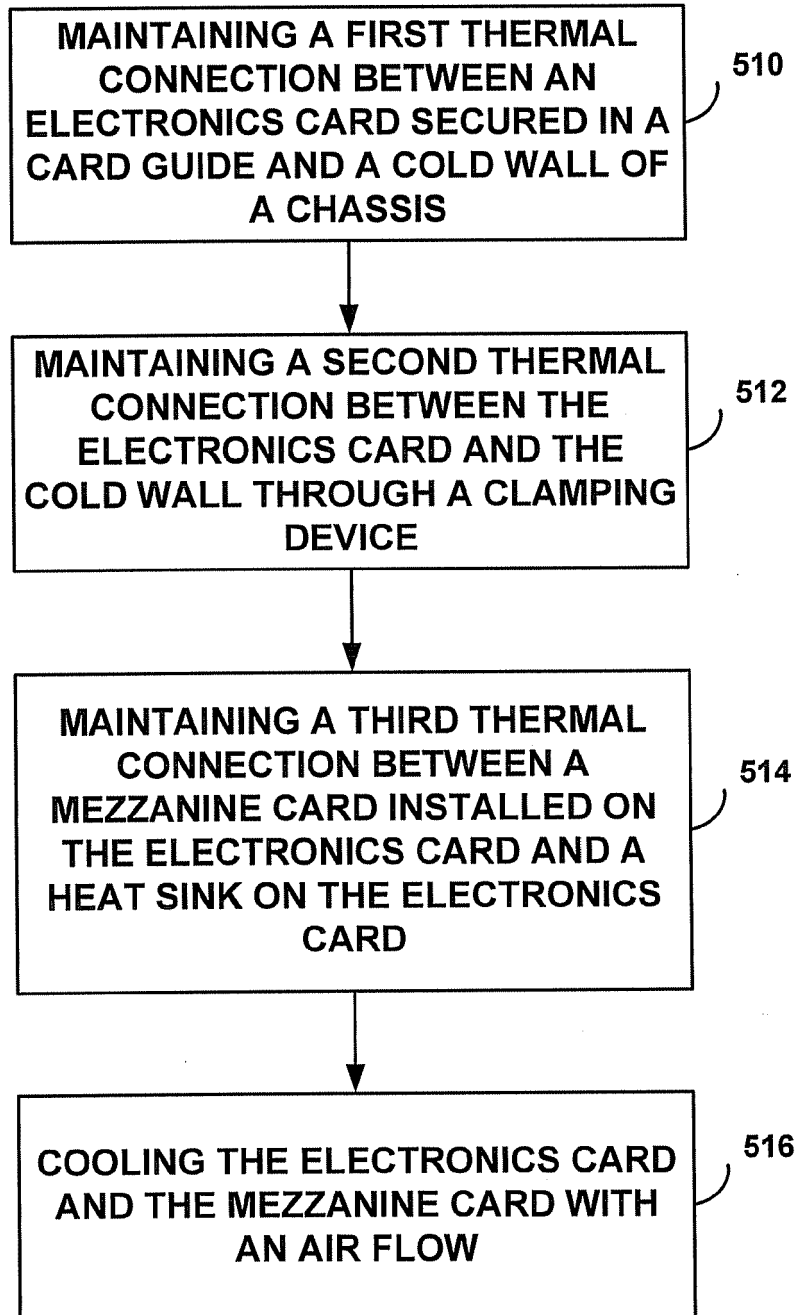 MAINTAINING A FIRST THERMAL
CONNECTION BETWEEN AN
ELECTRONICS CARD SECURED IN A
CARD GUIDE AND A COLD WALL OF
A CHASSIS
510
MAINTAINING A SECOND THERMAL
CONNECTION BETWEEN THE
ELECTRONICS CARD AND THE
COLD WALL THROUGH A CLAMPING
DEVICE
512
MAINTAINING A THIRD THERMAL
CONNECTION BETWEEN A
MEZZANINE CARD INSTALLED ON
THE ELECTRONICS CARD AND A
HEAT SINK ON THE ELECTRONICS
CARD
514
COOLING THE ELECTRONICS CARD
AND THE MEZZANINE CARD WITH
AN AIR FLOW
516